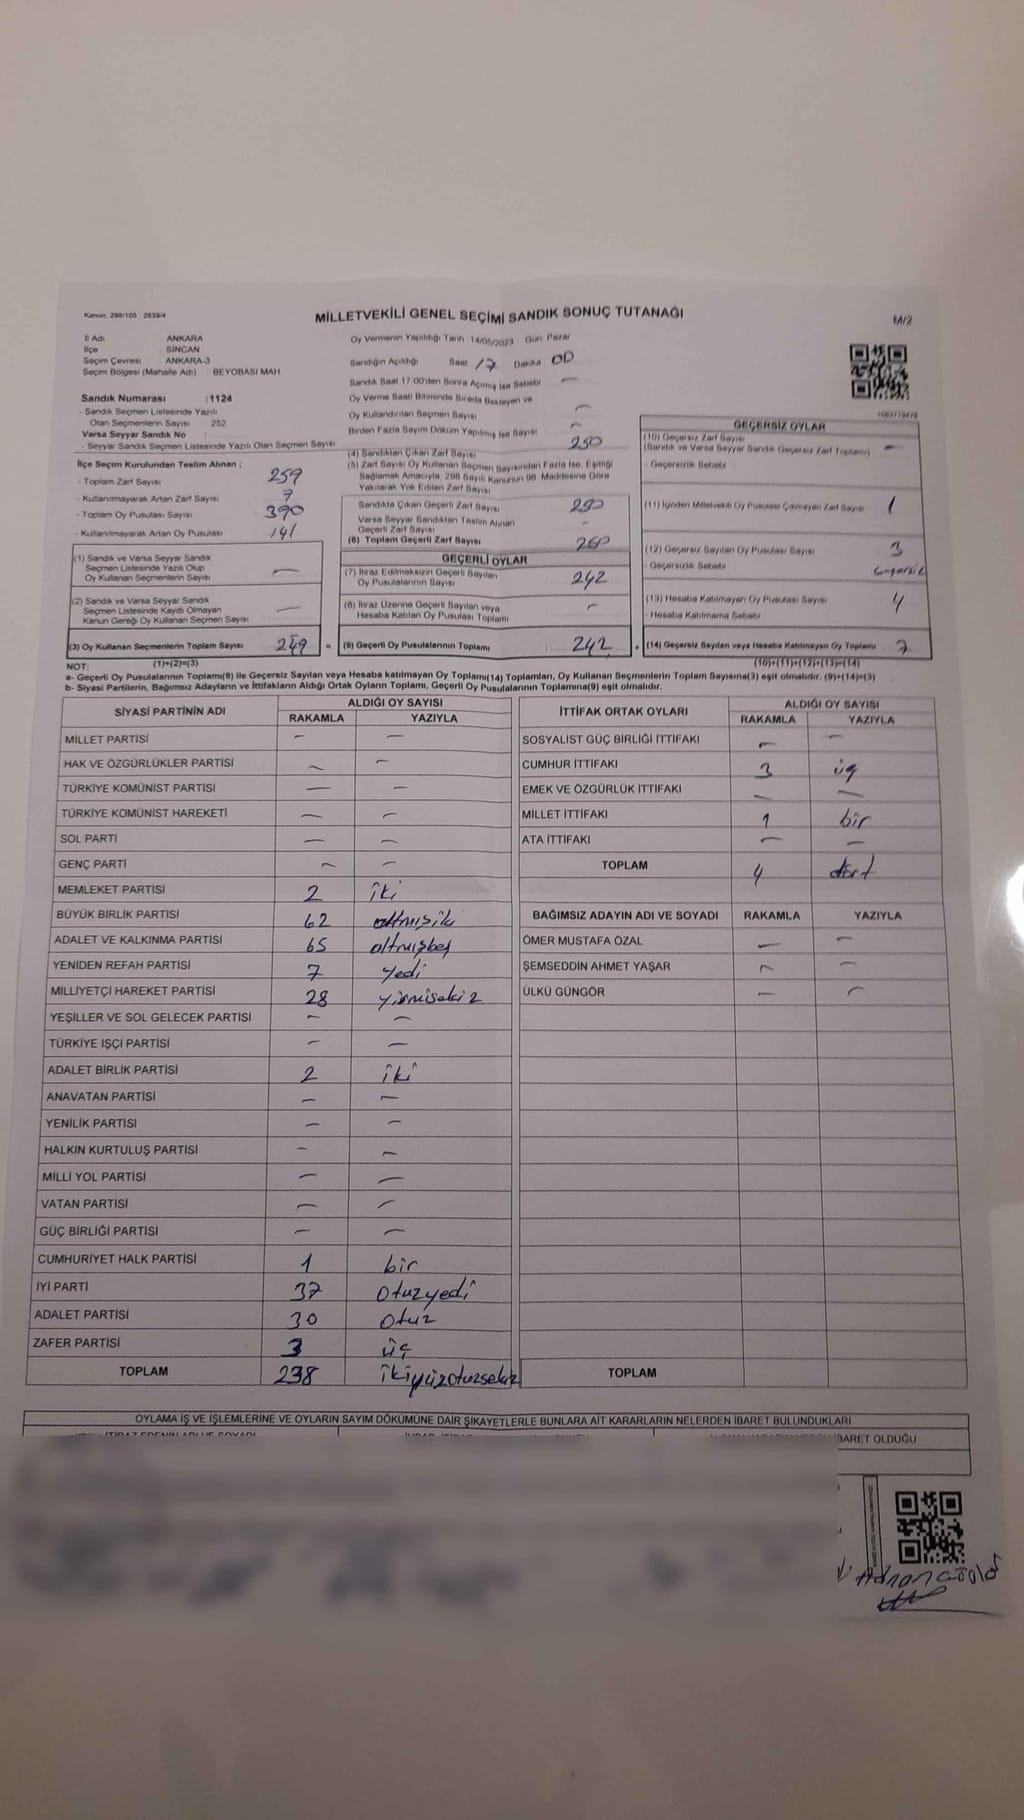 Kanun; 298/105 ; 2839/4
MİLLETVEKİLİ GENEL SEÇİMİ SANDIK SONUÇ TUTANAĞI
M/2
İl Adı ANKARA
İlçe SİNCAN
Seçim Çevresi ANKARA-3
Seçim Bölgesi (Mahalle Adı) BEYOBASI MAH
Sandık Numarası :1124
- Sandık Seçmen Listesinde Yazılı
Olan Seçmenlerin Sayısı 252
Varsa Seyyar Sandık No :
- Seyyar Sandık Seçmen Listesinde Yazılı Olan Seçmen Sayısı
İlçe Seçim Kurulundan Teslim Alınan ;
- Toplam Zarf Sayısı 259
- Kullanılmayarak Artan Zarf Sayısı 9
- Toplam Oy Pusulası Sayısı 390
- Kullanılmayarak Artan Oy Pusulası 141
(1) Sandık ve Varsa Seyyar Sandık
Seçmen Listesinde Yazılı Olup
Oy Kullanan Seçmenlerin Sayısı —
(2) Sandık ve Varsa Seyyar Sandık
Seçmen Listesinde Kayıtlı Olmayan
Kanun Gereği Oy Kullanan Seçmen Sayısı —
(3) Oy Kullanan Seçmenlerin Toplam Sayısı 249 =
(1)+(2)=(3)
Oy Vermenin Yapıldığı Tarih 14/05/2023 Gün Pazar
Sandığın Açıldığı Saat 17 Dakika 00
Sandık Saat 17:00'den Sonra Açılmış İse Sebebi —
Oy Verme Saati Bitiminde Sırada Bekleyen ve
Oy Kullandırılan Seçmen Sayısı —
Birden Fazla Sayım Döküm Yapılmış İse Sayısı —
(4) Sandıktan Çıkan Zarf Sayısı 250
(5) Zarf Sayısı Oy Kullanan Seçmen Sayısından Fazla İse, Eşitliği
Sağlamak Amacıyla, 298 Sayılı Kanunun 98. Maddesine Göre
Yakılarak Yok Edilen Zarf Sayısı
Sandıkla Çıkan Geçerli Zarf Sayısı 250
Varsa Seyyar Sandıktan Teslim Alınan
Geçerli Zarf Sayısı -
(6) Toplam Geçerli Zarf Sayısı 250
GEÇERLİ OYLAR
(7) İtiraz Edilmeksizin Geçerli Sayılan
Oy Pusulalarının Sayısı 242
(8) İtiraz Üzerine Geçerli Sayılan veya
Hesaba Katılan Oy Pusulası Toplamı —
(9) Geçerli Oy Pusulalarının Toplamı 242 +
GEÇERSİZ OYLAR
(10) Geçersiz Zarf Sayısı
(Sandık ve Varsa Seyyar Sandık Geçersiz Zarf Toplamı) —
- Geçersizlik Sebebi
(11) İçinden Milletvekili Oy Pusulası Çıkmayan Zarf Sayısı 1
(12) Geçersiz Sayılan Oy Pusulası Sayısı 3
- Geçersizlik Sebebi Geçersiz
(13) Hesaba Katılmayan Oy Pusulası Sayısı 4
- Hesaba Katılmama Sebebi
(14) Geçersiz Sayılan veya Hesaba Katılmayan Oy Toplamı 7
(10)+(11)+(12)+(13)=(14)
NOT:
a- Geçerli Oy Pusulalarının Toplamı(9) ile Geçersiz Sayılan veya Hesaba katılmayan Oy Toplamı(14) Toplamları, Oy Kullanan Seçmenlerin Toplam Sayısına(3) eşit olmalıdır. (9)+(14)=(3)
b- Siyasi Partilerin, Bağımsız Adayların ve İttifakların Aldığı Ortak Oyların Toplamı, Geçerli Oy Pusulalarının Toplamına(9) eşit olmalıdır.
SİYASİ PARTİNİN ADI ALDIĞI OY SAYISI
RAKAMLA YAZIYLA
MİLLET PARTİSİ — —
HAK VE ÖZGÜRLÜKLER PARTİSİ — —
TÜRKİYE KOMÜNİST PARTİSİ — —
TÜRKİYE KOMÜNİST HAREKETİ — —
SOL PARTİ — —
GENÇ PARTİ — —
MEMLEKET PARTİSİ 2 iki
BÜYÜK BİRLİK PARTİSİ 62 altmışiki
ADALET VE KALKINMA PARTİSİ 65 altmışbeş
YENİDEN REFAH PARTİSİ 7 yedi
MİLLİYETÇİ HAREKET PARTİSİ 28 yirmisekiz
YEŞİLLER VE SOL GELECEK PARTİSİ — —
TÜRKİYE İŞÇİ PARTİSİ — —
ADALET BİRLİK PARTİSİ 2 iki
ANAVATAN PARTİSİ — —
YENİLİK PARTİSİ — —
HALKIN KURTULUŞ PARTİSİ — —
MİLLİ YOL PARTİSİ — —
VATAN PARTİSİ — —
GÜÇ BİRLİĞİ PARTİSİ — —
CUMHURİYET HALK PARTİSİ 1 bir
İYİ PARTİ 37 otuzyedi
ADALET PARTİSİ 30 otuz
ZAFER PARTİSİ 3 üç
TOPLAM 238 ikiyüzotuzsekiz
İTTİFAK ORTAK OYLARI ALDIĞI OY SAYISI
RAKAMLA YAZIYLA
SOSYALİST GÜÇ BİRLİĞİ İTTİFAKI — —
CUMHUR İTTİFAKI 3 üç
EMEK VE ÖZGÜRLÜK İTTİFAKI — —
MİLLET İTTİFAKI 1 bir
ATA İTTİFAKI — —
TOPLAM 4 dört
BAĞIMSIZ ADAYIN ADI VE SOYADI RAKAMLA YAZIYLA
ÖMER MUSTAFA ÖZAL — —
ŞEMSEDDİN AHMET YAŞAR — —
ÜLKÜ GÜNGÖR — —
TOPLAM
OYLAMA İŞ VE İŞLEMLERİNE VE OYLARIN SAYIM DÖKÜMÜNE DAİR ŞİKAYETLERLE BUNLARA AİT KARARLARIN NELERDEN İBARET BULUNDUKLARI
İBARET OLDUĞU